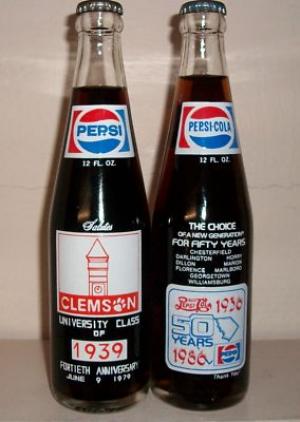 PEPSI
12 FL. OZ.
Salutes
CLEMSON
UNIVERSITY CLASS
OF
1939
FORTIETH ANNIVERSARY
JUNE 9 1979
PEPSI-COLA
12 FL. OZ.
THE CHOICE
OF A NEW GENERATION
FOR FIFTY YEARS
CHESTERFIELD
DARLINGTON HORRY
DILLON MARION
FLORENCE MARLBORO
GEORGETOWN
WILLIAMSBURG
PEPSI-COLA 1936
50
YEARS
1986 PEPSI
Thank You